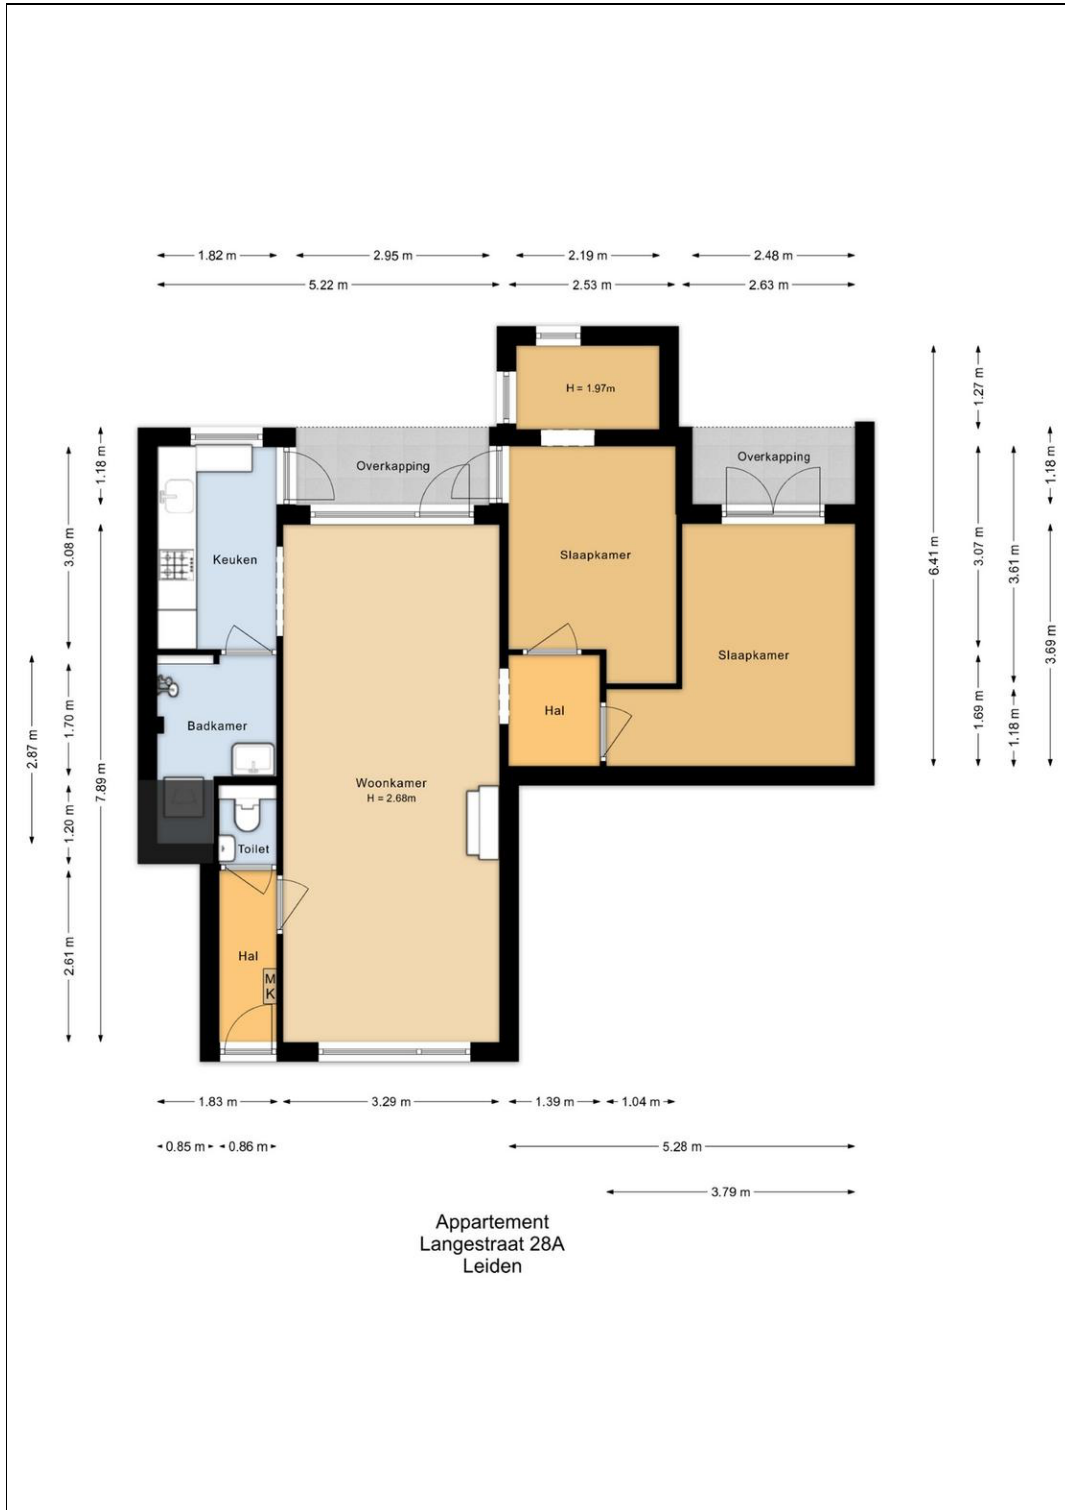 1.82 m
2.95 m
2.19 m
2.48 m
5.22 m
2.53 m
2.63 m
H = 1.97m
1.27 m
6.41 m
1.18 m
Overkapping
Overkapping
1.18 m
3.08 m
Keuken
Slaapkamer
3.07 m
3.61 m
3.69 m
Slaapkamer
2.87 m
1.70 m
7.89 m
Badkamer
Hal
1.69 m
1.18 m
Woonkamer
H = 2.68m
1.20 m
Toilet
2.61 m
Hal
M
K
1.83 m
3.29 m
1.39 m
1.04 m
0.85 m
0.86 m
5.28 m
3.79 m
Appartement
Langestraat 28A
Leiden